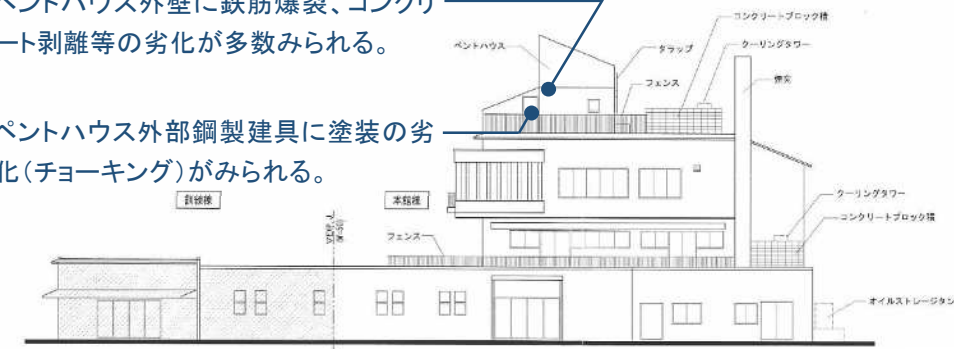 ペントハウス外壁に鉄筋爆裂、コンクリ
ート剥離等の劣化が多数みられる。
ペントハウス外部鋼製建具に塗装の劣
化（チョーキング）がみられる。
コンクリートブロック積
ペントハウス
タラップ
クーリングタワー
フェンス
煙突
訓練棟
本館棟
フェンス
クーリングタワー
コンクリートブロック積
オイルストレージタン